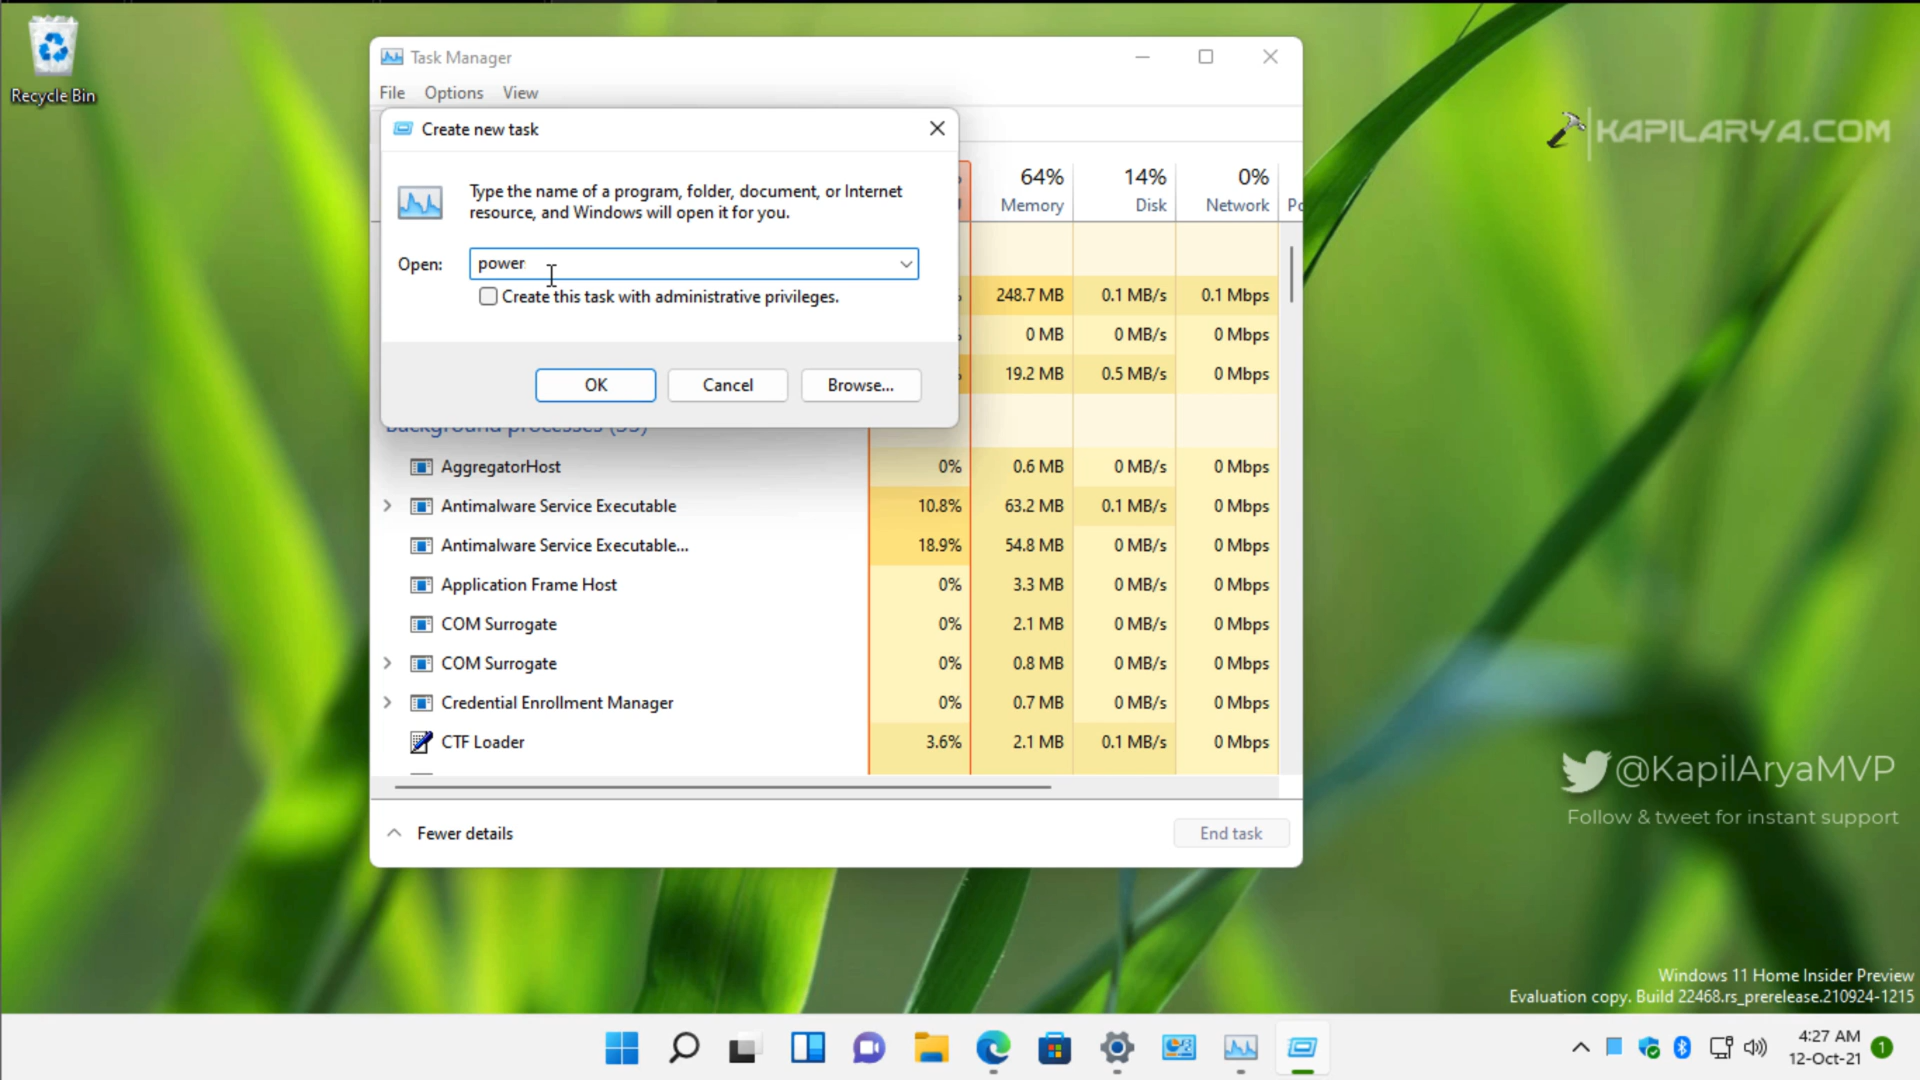 Recycle Bin
Task Manager
File Options View
Create new task
Type the name of a program, folder, document, or Internet
resource, and Windows will open it for you.
Open: power
Create this task with administrative privileges.
OK Cancel Browse...
64% 14% 0%
Memory Disk Network
248.7 MB 0.1 MB/s 0.1 Mbps
0 MB 0 MB/s 0 Mbps
19.2 MB 0.5 MB/s 0 Mbps
AggregatorHost 0% 0.6 MB 0 MB/s 0 Mbps
Antimalware Service Executable 10.8% 63.2 MB 0.1 MB/s 0 Mbps
Antimalware Service Executable... 18.9% 54.8 MB 0 MB/s 0 Mbps
Application Frame Host 0% 3.3 MB 0 MB/s 0 Mbps
COM Surrogate 0% 2.1 MB 0 MB/s 0 Mbps
COM Surrogate 0% 0.8 MB 0 MB/s 0 Mbps
Credential Enrollment Manager 0% 0.7 MB 0 MB/s 0 Mbps
CTF Loader 3.6% 2.1 MB 0.1 MB/s 0 Mbps
Fewer details End task
KAPILARYA.COM
@KapilAryaMVP
Follow & tweet for instant support
Windows 11 Home Insider Preview
Evaluation copy. Build 22468.rs_prerelease.210924-1215
4:27 AM
12-Oct-21
1